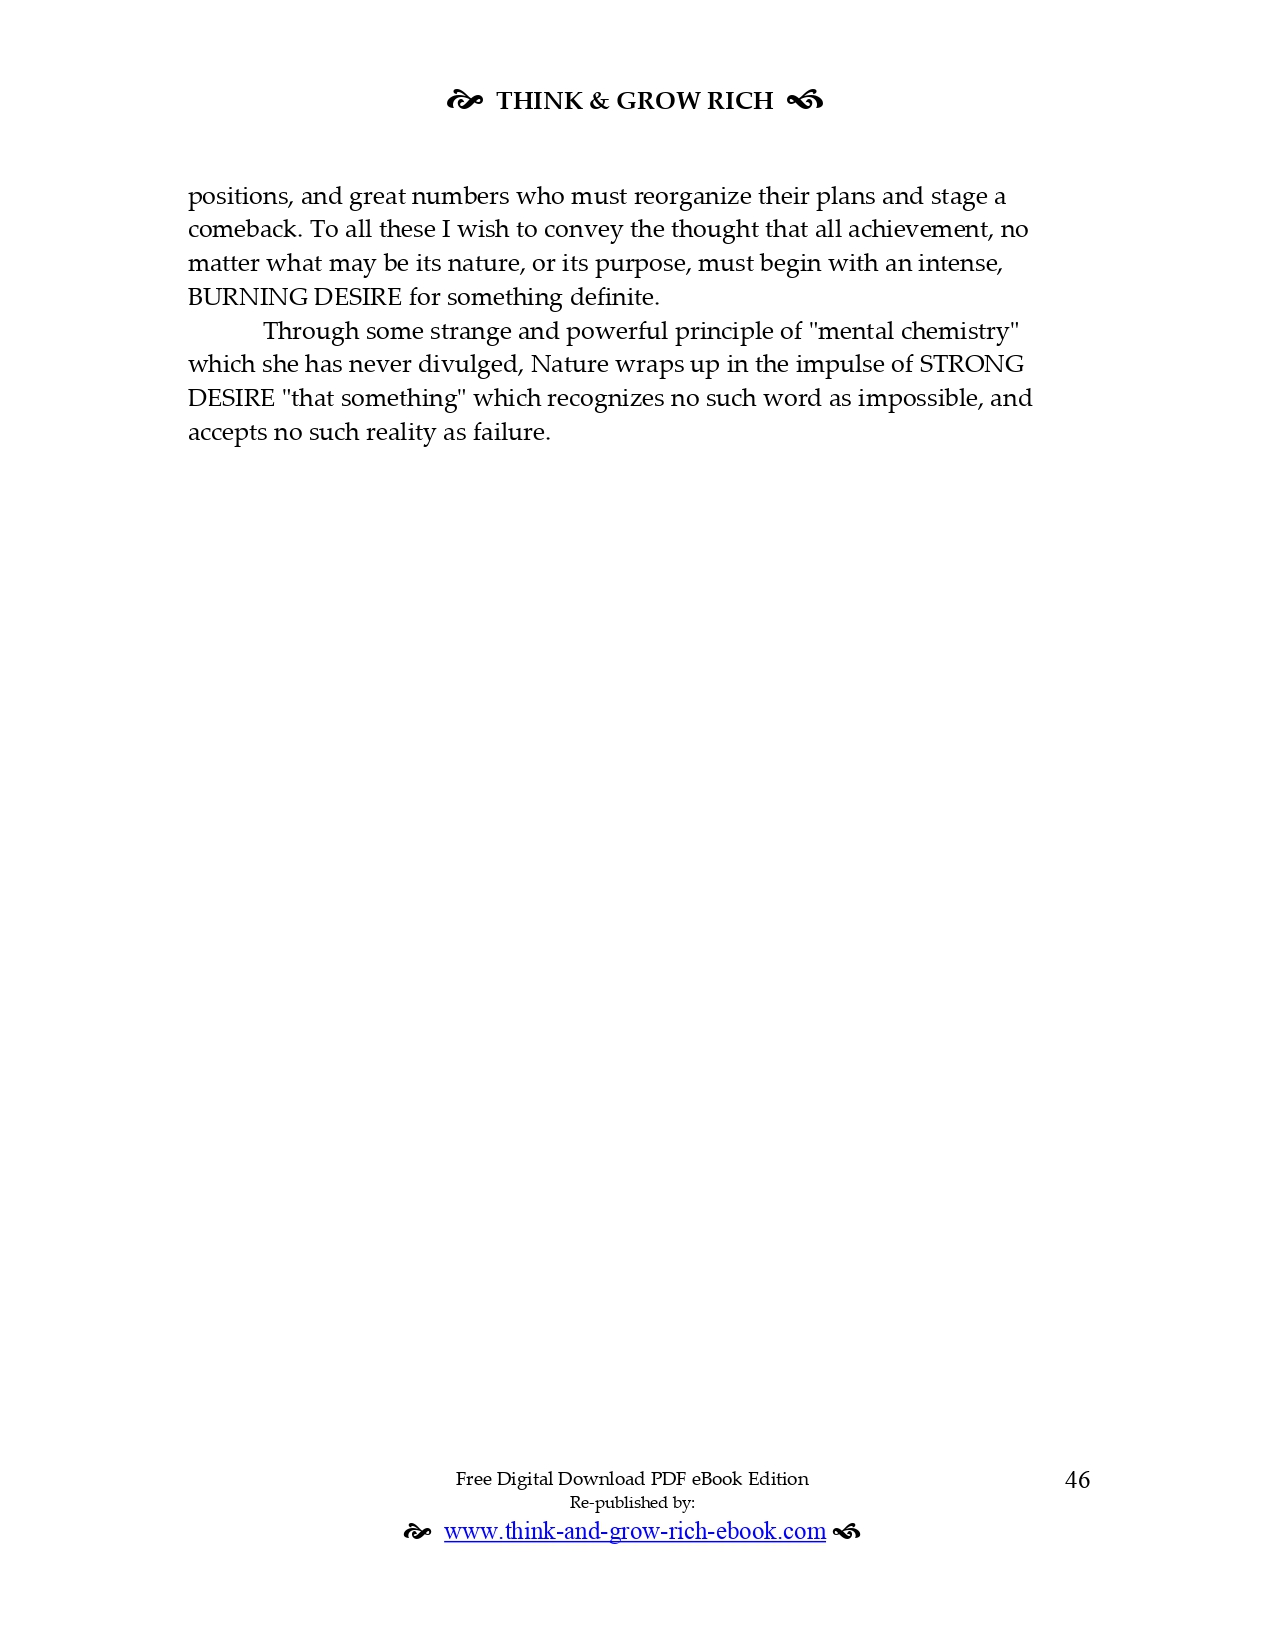 THINK & GROW RICH
positions, and great numbers who must reorganize their plans and stage a
comeback. To all these I wish to convey the thought that all achievement, no
matter what may be its nature, or its purpose, must begin with an intense,
BURNING DESIRE for something definite.
Through some strange and powerful principle of "mental chemistry"
which she has never divulged, Nature wraps up in the impulse of STRONG
DESIRE "that something" which recognizes no such word as impossible, and
accepts no such reality as failure.
Free Digital Download PDF eBook Edition
46
Re-published by:
www.think-and-grow-rich-ebook.com